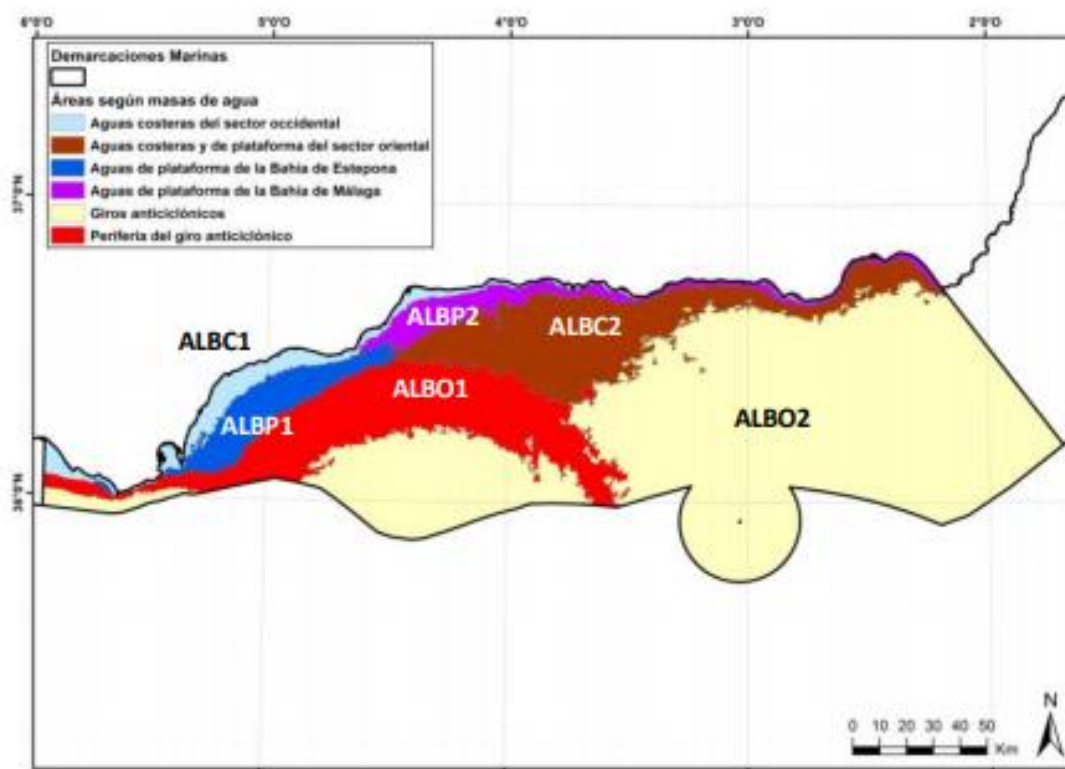 6°0'O 5°0'O 4°0'O 3°0'O 2°0'O
Demarcaciones Marinas
Áreas según masas de agua
Aguas costeras del sector occidental
Aguas costeras y de plataforma del sector oriental
Aguas de plataforma de la Bahía de Estepona
Aguas de plataforma de la Bahía de Málaga
Giros anticiclónicos
Periferia del giro anticiclónico
37°0'N
ALBP2
ALBC2
ALBC1
ALBO1
ALBO2
ALBP1
36°0'N
N
0 10 20 30 40 50
Km